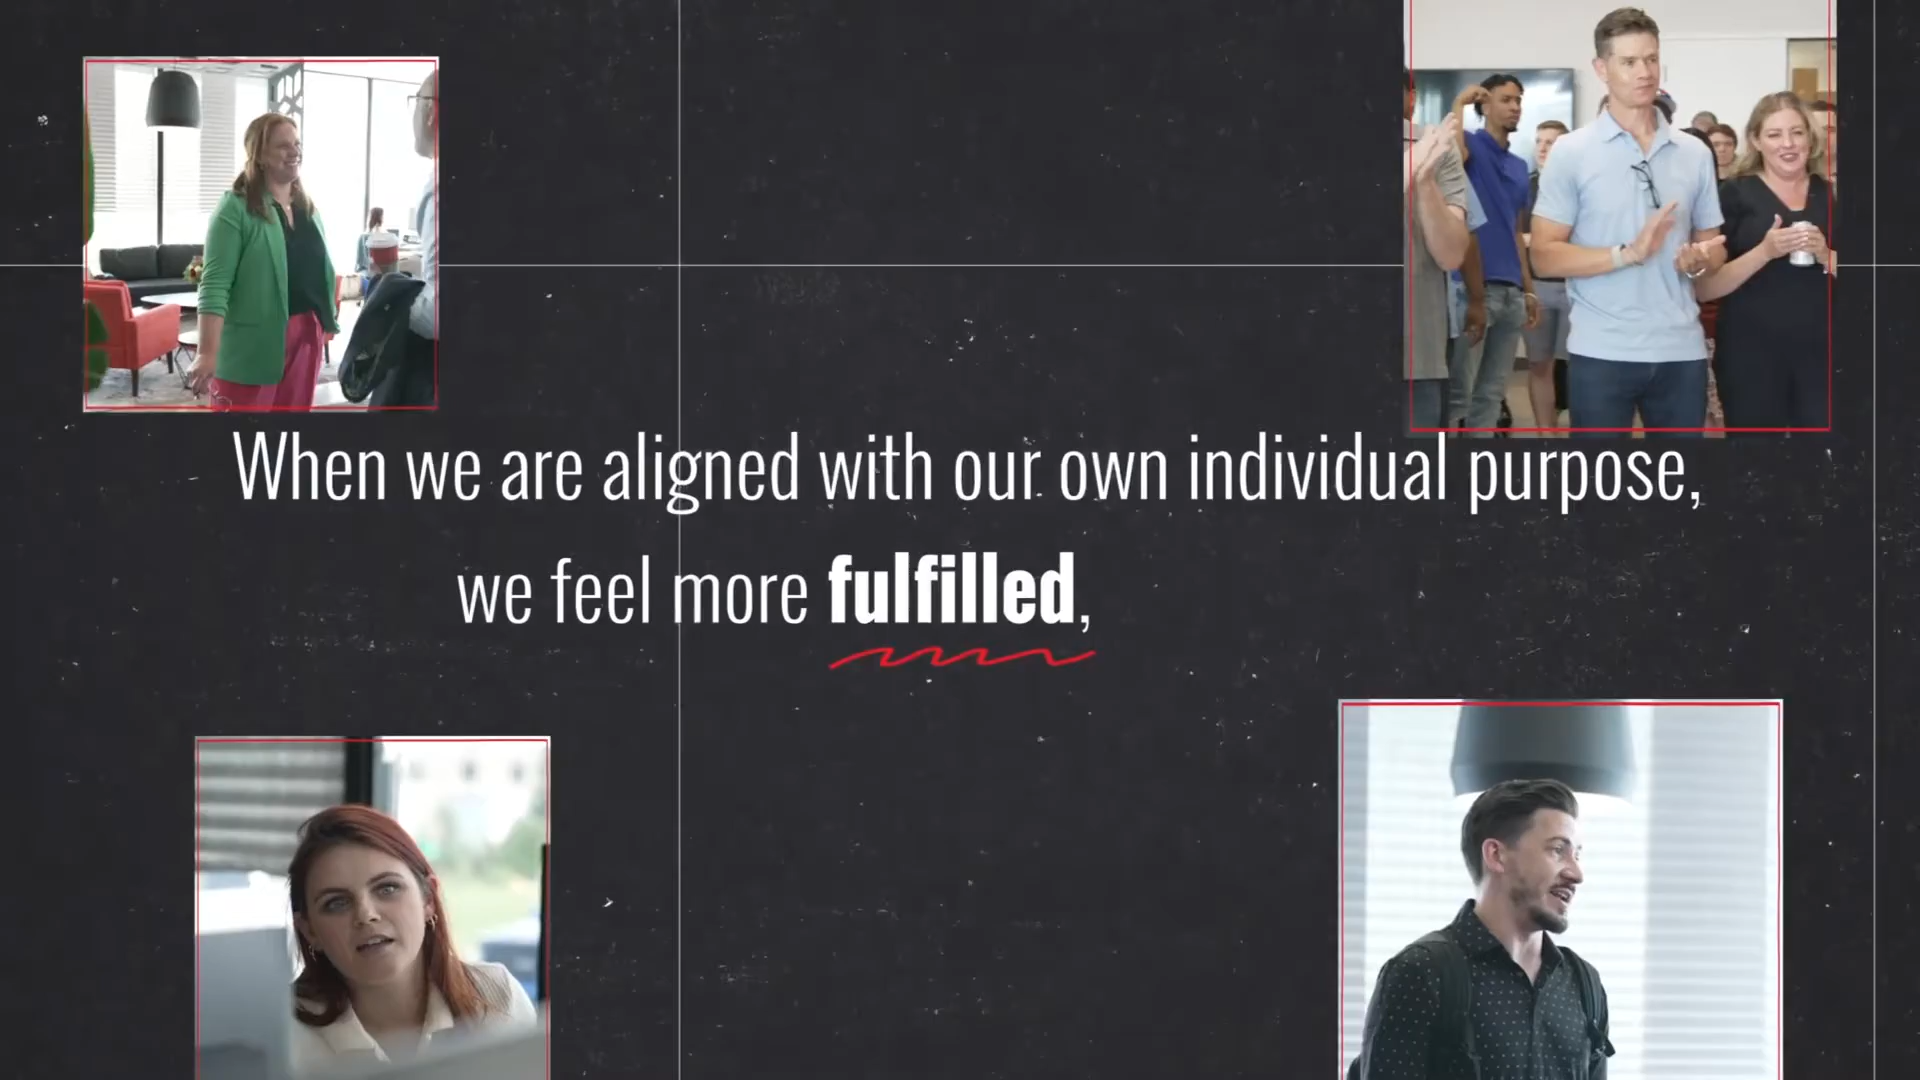 When we are aligned with our own individual purpose,
we feel more fulfilled,